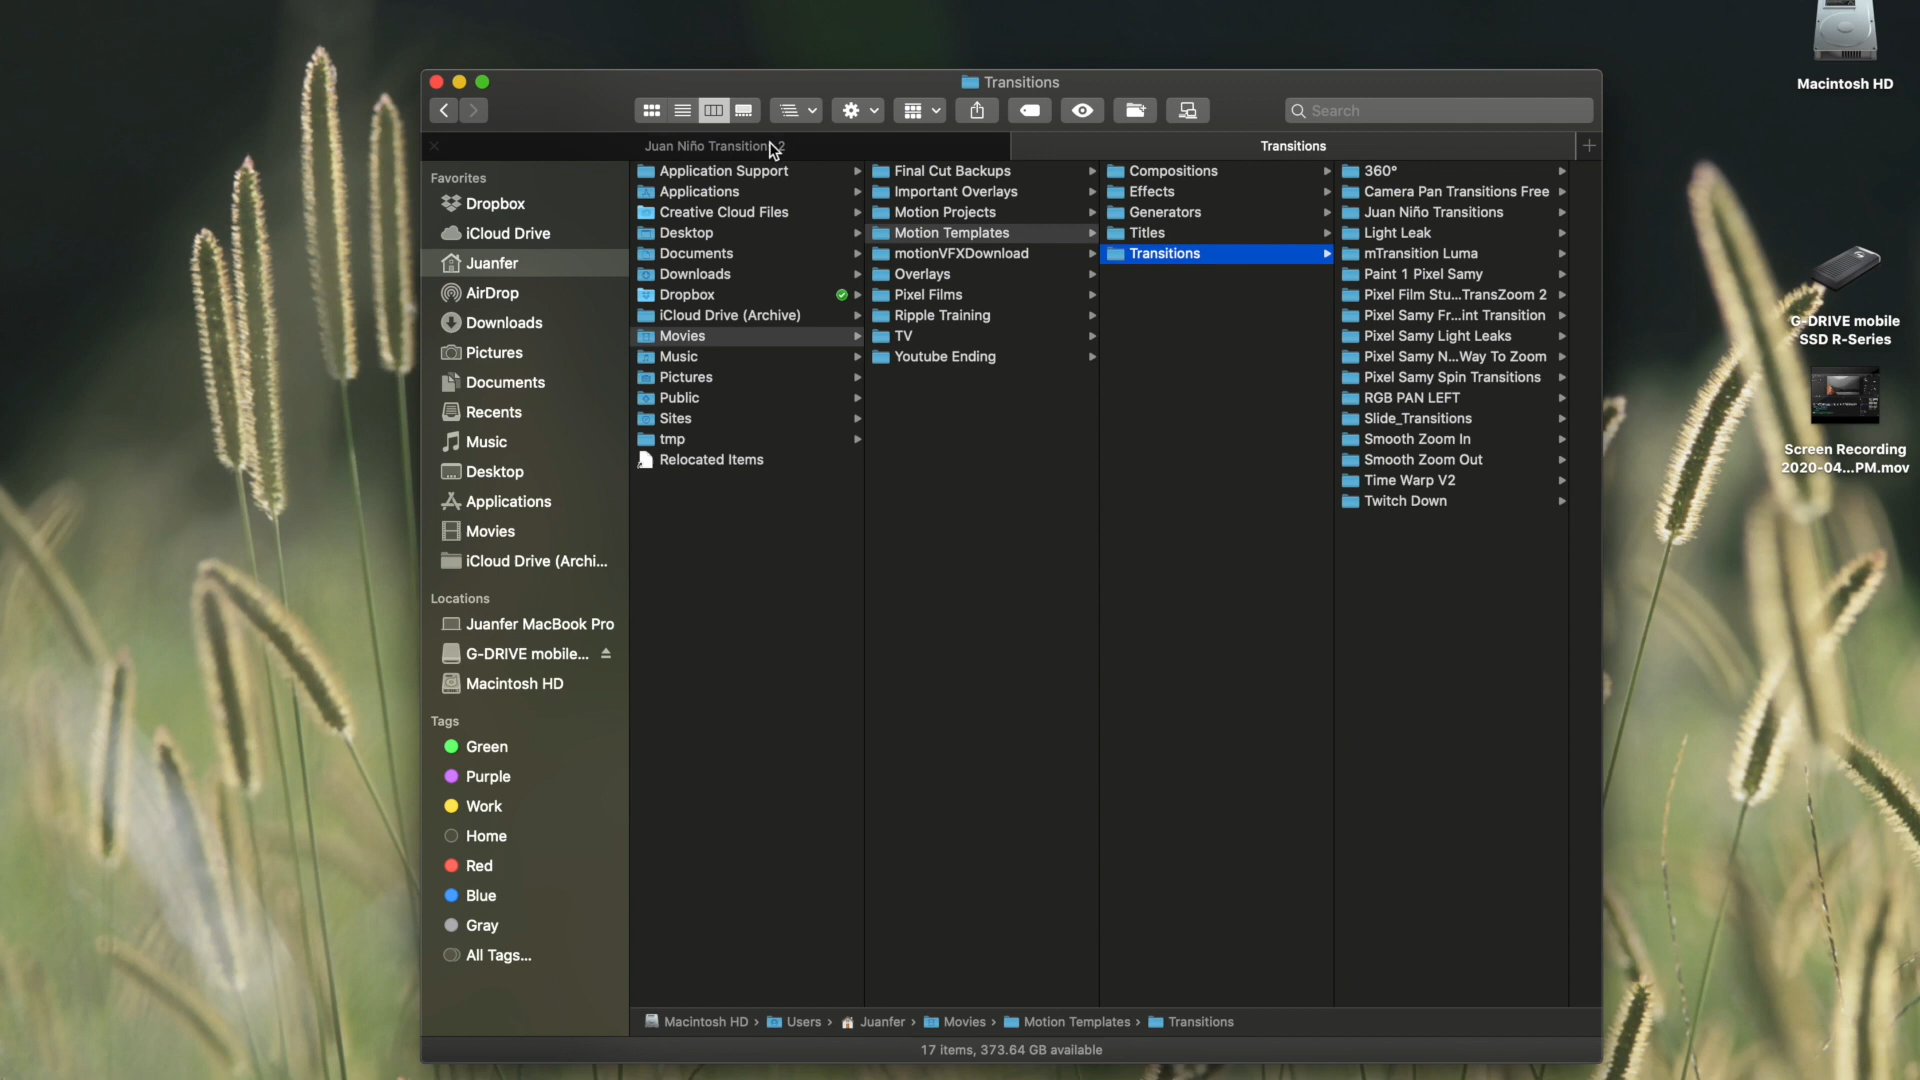 Transitions
Search
Juan Niño Transition 2
Transitions
Favorites
Dropbox
iCloud Drive
Juanfer
AirDrop
Downloads
Pictures
Documents
Recents
Music
Desktop
Applications
Movies
iCloud Drive (Archi...
Locations
Juanfer MacBook Pro
G-DRIVE mobile...
Macintosh HD
Tags
Green
Purple
Work
Home
Red
Blue
Gray
All Tags...
Application Support
Applications
Creative Cloud Files
Desktop
Documents
Downloads
Dropbox
iCloud Drive (Archive)
Movies
Music
Pictures
Public
Sites
tmp
Relocated Items
Final Cut Backups
Important Overlays
Motion Projects
Motion Templates
motionVFXDownload
Overlays
Pixel Films
Ripple Training
TV
Youtube Ending
Compositions
Effects
Generators
Titles
Transitions
360°
Camera Pan Transitions Free
Juan Niño Transitions
Light Leak
mTransition Luma
Paint 1 Pixel Samy
Pixel Film Stu...TransZoom 2
Pixel Samy Fr...int Transition
Pixel Samy Light Leaks
Pixel Samy N...Way To Zoom
Pixel Samy Spin Transitions
RGB PAN LEFT
Slide_Transitions
Smooth Zoom In
Smooth Zoom Out
Time Warp V2
Twitch Down
Macintosh HD › Users › Juanfer › Movies › Motion Templates › Transitions
17 items, 373.64 GB available
Macintosh HD
G-DRIVE mobile
SSD R-Series
Screen Recording
2020-04...PM.mov